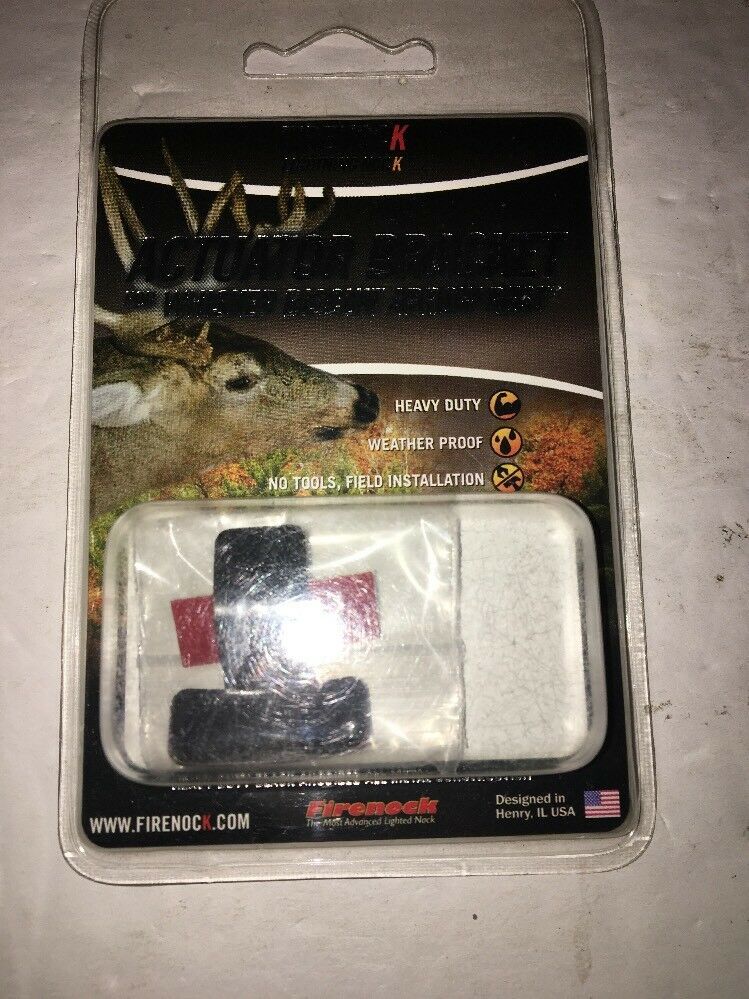 K
K
ACTUATOR BRACKET
HEAVY DUTY
WEATHER PROOF
NO TOOLS, FIELD INSTALLATION
WWW.FIRENOCK.COM
Firenock
The Most Advanced Lighted Nock
Designed in
Henry, IL USA